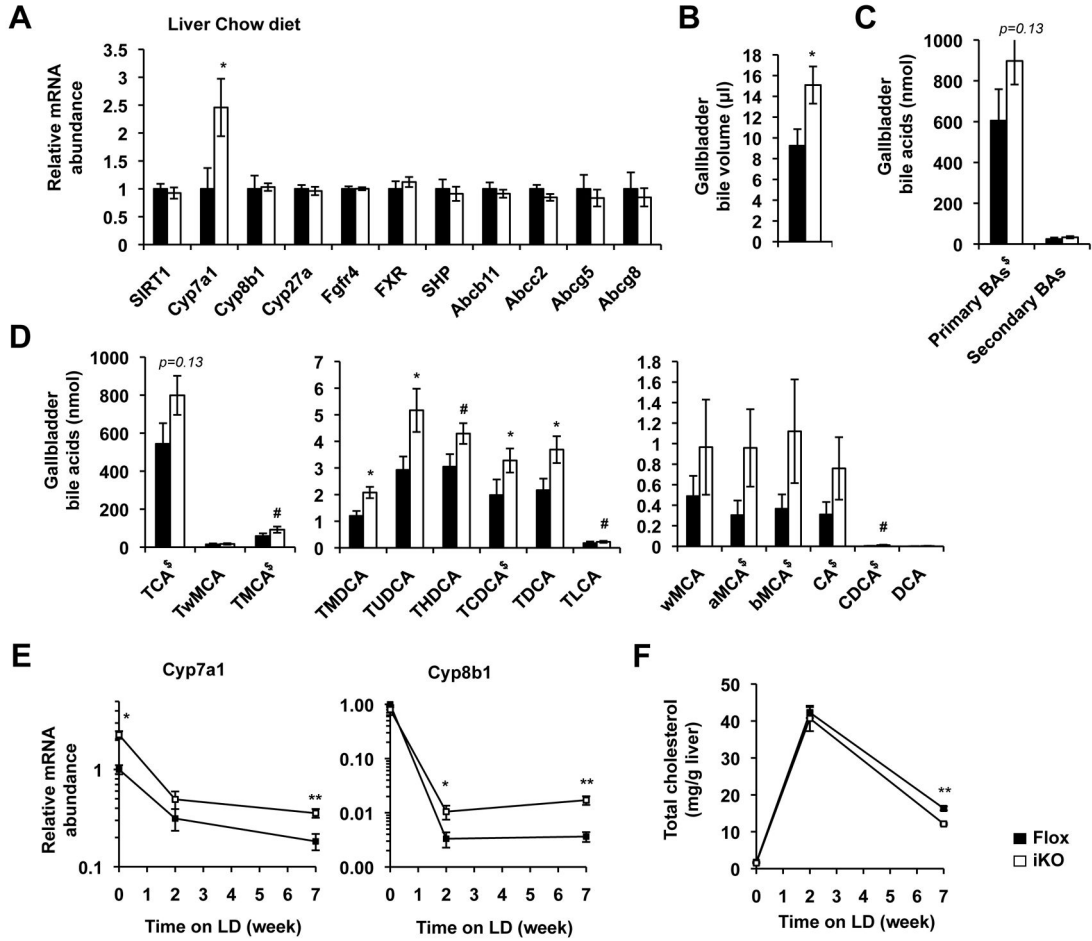 A
Liver Chow diet
Relative mRNA
abundance
3.5
3
2.5
2
1.5
1
0.5
0
*
SIRT1
Cyp7a1
Cyp8b1
Cyp27a
Fgfr4
FXR
SHP
Abcb11
Abcc2
Abcg5
Abcg8
B
Gallbladder
bile volume (µl)
18
16
14
12
10
8
6
4
2
0
*
C
Gallbladder
bile acids (nmol)
1000
800
600
400
200
0
p=0.13
Primary BAs$
Secondary BAs
D
Gallbladder
bile acids (nmol)
1000
800
600
400
200
0
p=0.13
#
TCA$
TwMCA
TMCA$
7
6
5
4
3
2
1
0
*
*
#
*
*
#
TMDCA
TUDCA
THDCA
TCDCA$
TDCA
TLCA
1.8
1.6
1.4
1.2
1
0.8
0.6
0.4
0.2
0
#
wMCA
aMCA$
bMCA$
CA$
CDCA$
DCA
E
Cyp7a1
Relative mRNA
abundance
1
0.1
*
**
0 1 2 3 4 5 6 7
Time on LD (week)
Cyp8b1
1.00
0.10
0.01
0.00
*
**
0 1 2 3 4 5 6 7
Time on LD (week)
F
Total cholesterol
(mg/g liver)
50
40
30
20
10
0
**
0 1 2 3 4 5 6 7
Time on LD (week)
Flox
iKO